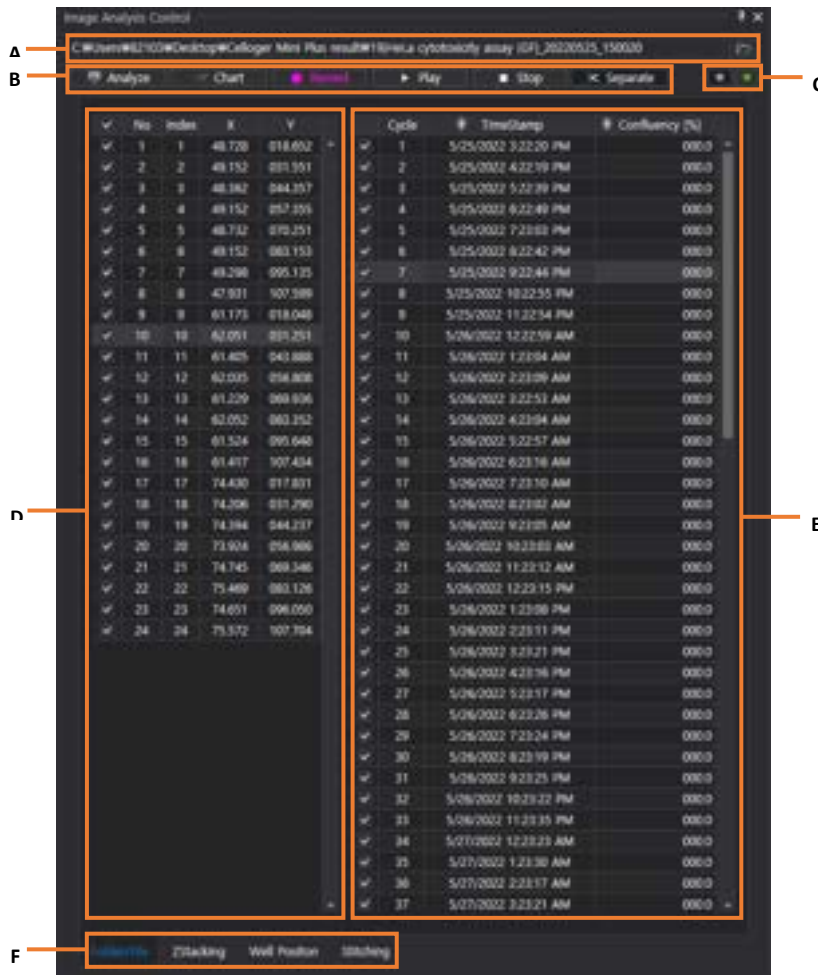 Image Analysis Control
A
C:₩Users₩82103₩Desktop₩Celloger Mini Plus result₩19)HeLa cytotoxicity assay (GF)_20220525_150020
B Analyze Chart Record Play Stop Separate
No Index X Y Cycle TimeStamp Confluency [%]
1 1 48.728 018.652 1 5/25/2022 3:22:20 PM 000.0
2 2 49.152 031.551 2 5/25/2022 4:22:19 PM 000.0
3 3 48.392 044.357 3 5/25/2022 5:22:39 PM 000.0
4 4 49.152 057.355 4 5/25/2022 6:22:49 PM 000.0
5 5 48.732 070.251 5 5/25/2022 7:23:03 PM 000.0
6 6 49.152 083.153 6 5/25/2022 8:22:42 PM 000.0
7 7 49.298 095.135 7 5/25/2022 9:22:44 PM 000.0
8 8 47.931 107.589 8 5/25/2022 10:22:55 PM 000.0
9 9 61.173 018.048 9 5/25/2022 11:22:54 PM 000.0
10 10 62.051 031.251 10 5/26/2022 12:22:59 AM 000.0
11 11 61.405 043.888 11 5/26/2022 1:23:04 AM 000.0
12 12 62.035 056.808 12 5/26/2022 2:23:09 AM 000.0
13 13 61.229 069.936 13 5/26/2022 3:22:53 AM 000.0
14 14 62.052 083.252 14 5/26/2022 4:23:04 AM 000.0
15 15 61.524 095.648 15 5/26/2022 5:22:57 AM 000.0
16 16 61.417 107.434 16 5/26/2022 6:23:16 AM 000.0
17 17 74.430 017.831 17 5/26/2022 7:23:10 AM 000.0
D 18 18 74.206 031.290 18 5/26/2022 8:23:02 AM 000.0
19 19 74.394 044.237 19 5/26/2022 9:23:05 AM 000.0
20 20 73.924 056.986 20 5/26/2022 10:23:03 AM 000.0
21 21 74.745 069.346 21 5/26/2022 11:23:12 AM 000.0
22 22 75.469 083.126 22 5/26/2022 12:23:15 PM 000.0
23 23 74.651 096.050 23 5/26/2022 1:23:08 PM 000.0
24 24 75.572 107.704 24 5/26/2022 2:23:11 PM 000.0
25 5/26/2022 3:23:21 PM 000.0
26 5/26/2022 4:23:16 PM 000.0
27 5/26/2022 5:23:17 PM 000.0
28 5/26/2022 6:23:26 PM 000.0
29 5/26/2022 7:23:24 PM 000.0
30 5/26/2022 8:23:19 PM 000.0
31 5/26/2022 9:23:25 PM 000.0
32 5/26/2022 10:23:22 PM 000.0
33 5/26/2022 11:23:35 PM 000.0
34 5/27/2022 12:23:23 AM 000.0
35 5/27/2022 1:23:30 AM 000.0
36 5/27/2022 2:23:17 AM 000.0
37 5/27/2022 3:23:21 AM 000.0
F ZStacking Well Position Stitching